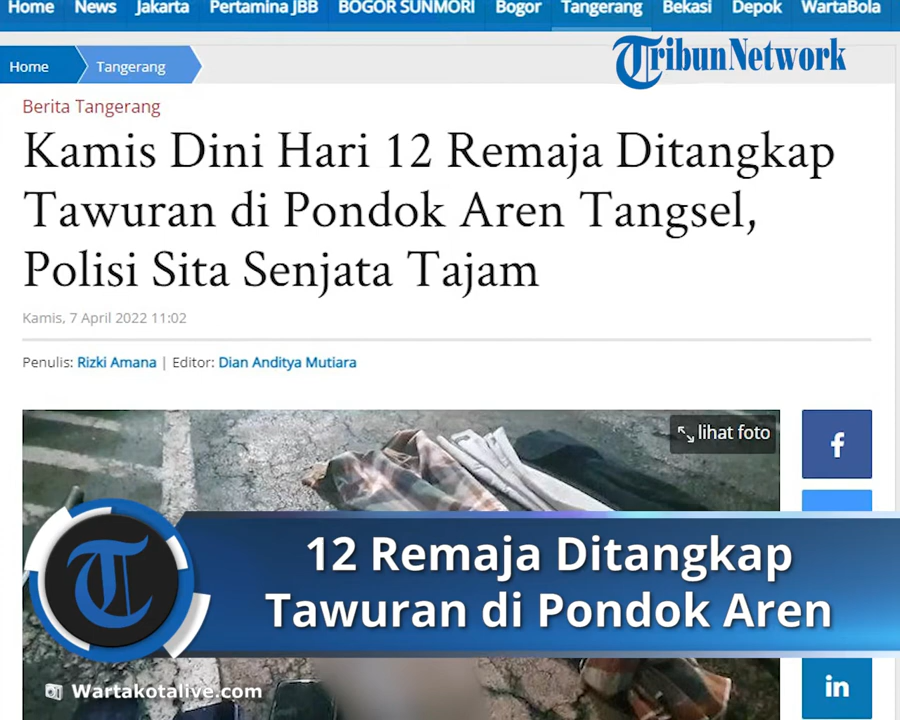 Home News Jakarta Pertamina JBB BOGOR SUNMORI Bogor Tangerang Bekasi Depok WartaBola
Home Tangerang
TribunNetwork
Berita Tangerang
Kamis Dini Hari 12 Remaja Ditangkap
Tawuran di Pondok Aren Tangsel,
Polisi Sita Senjata Tajam
Kamis, 7 April 2022 11:02
Penulis: Rizki Amana | Editor: Dian Anditya Mutiara
lihat foto
f
12 Remaja Ditangkap
Tawuran di Pondok Aren
T
Wartakotalive.com
in